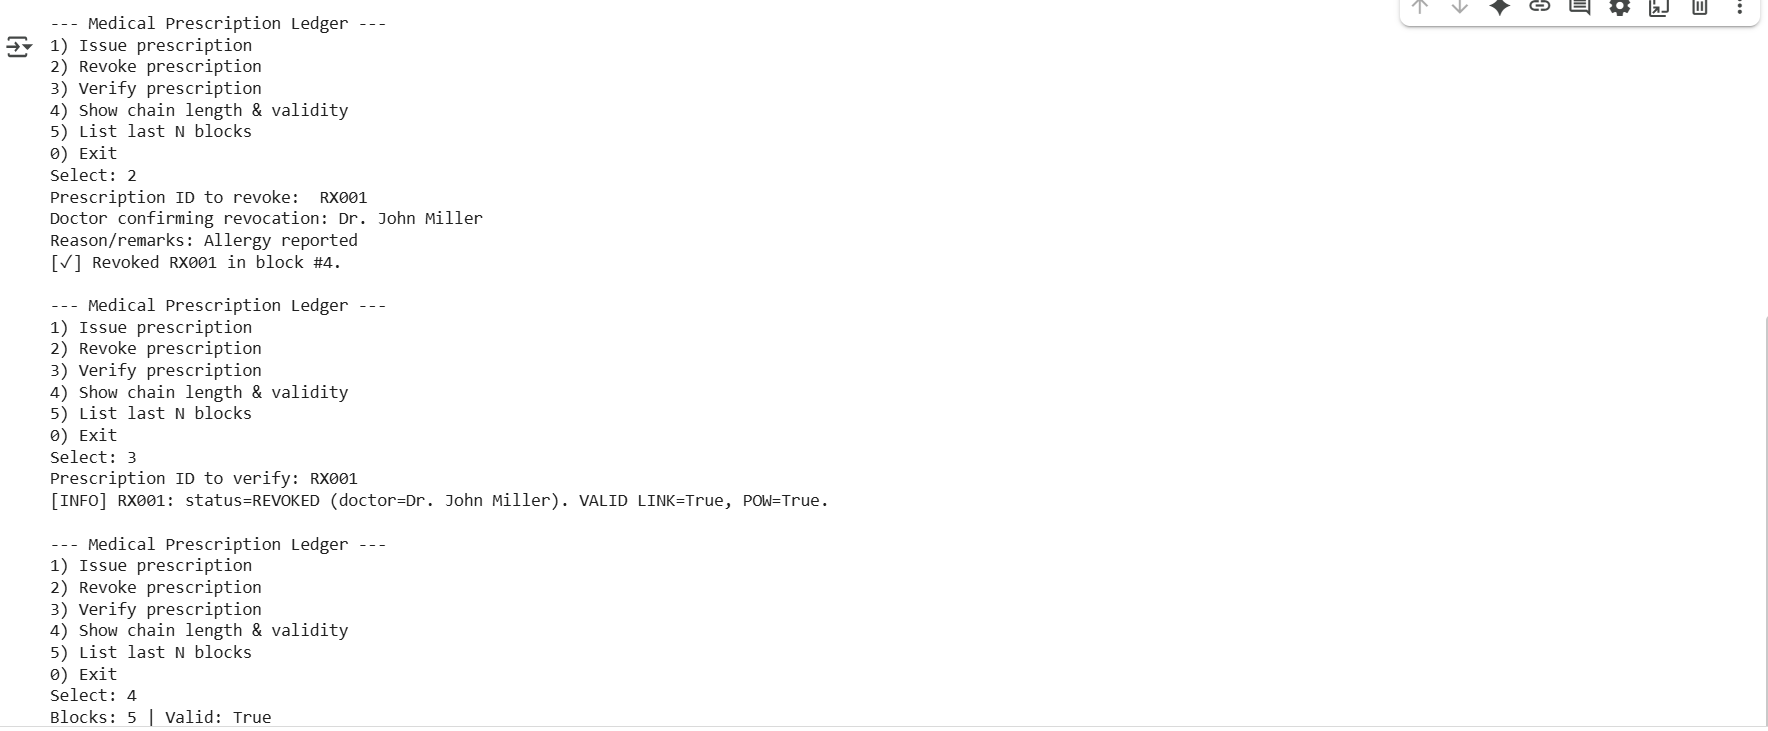 --- Medical Prescription Ledger ---
1) Issue prescription
2) Revoke prescription
3) Verify prescription
4) Show chain length & validity
5) List last N blocks
0) Exit
Select: 2
Prescription ID to revoke:  RX001
Doctor confirming revocation: Dr. John Miller
Reason/remarks: Allergy reported
[✓] Revoked RX001 in block #4.

--- Medical Prescription Ledger ---
1) Issue prescription
2) Revoke prescription
3) Verify prescription
4) Show chain length & validity
5) List last N blocks
0) Exit
Select: 3
Prescription ID to verify: RX001
[INFO] RX001: status=REVOKED (doctor=Dr. John Miller). VALID LINK=True, POW=True.

--- Medical Prescription Ledger ---
1) Issue prescription
2) Revoke prescription
3) Verify prescription
4) Show chain length & validity
5) List last N blocks
0) Exit
Select: 4
Blocks: 5 | Valid: True